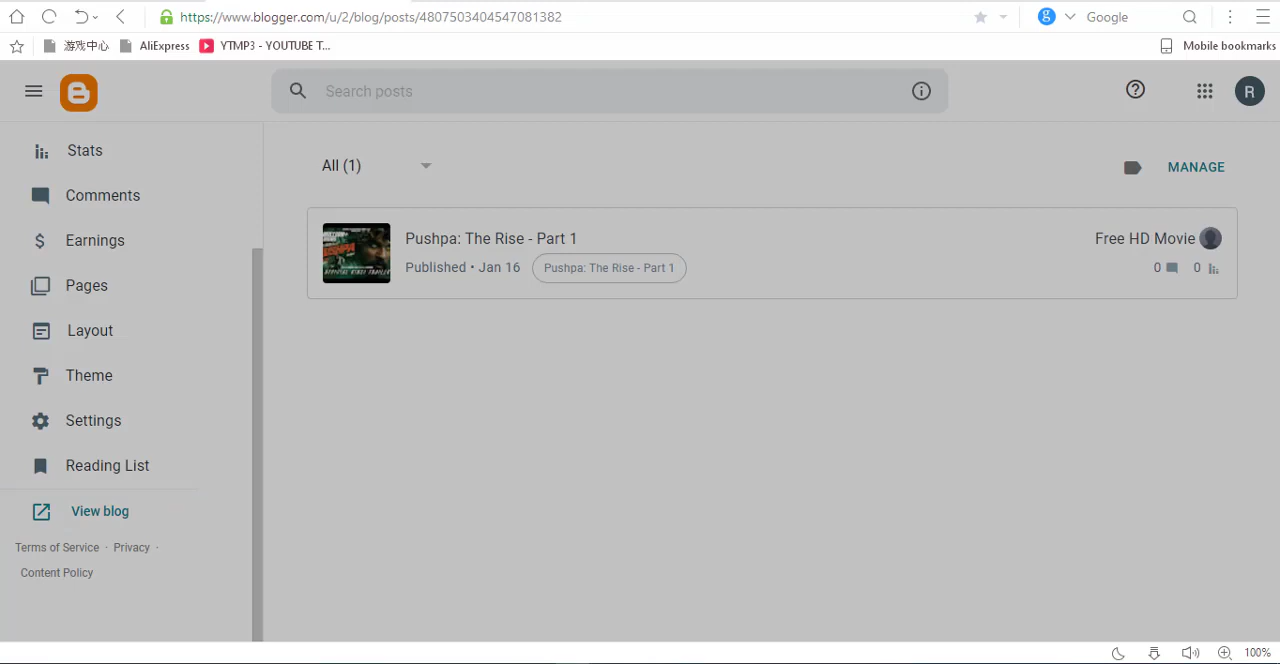 https://www.blogger.com/u/2/blog/posts/4807503404547081382
Google
游戏中心
AliExpress
YTMP3 - YOUTUBE T...
Mobile bookmarks
Search posts
R
Stats
Comments
Earnings
Pages
Layout
Theme
Settings
Reading List
View blog
Terms of Service · Privacy ·
Content Policy
All (1)
MANAGE
Pushpa: The Rise - Part 1
Published • Jan 16
Pushpa: The Rise - Part 1
Free HD Movie
0 0
100%